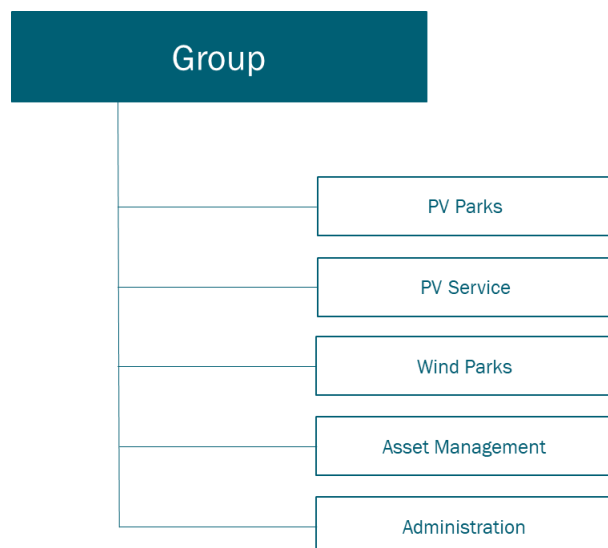 Group
PV Parks
PV Service
Wind Parks
Asset Management
Administration